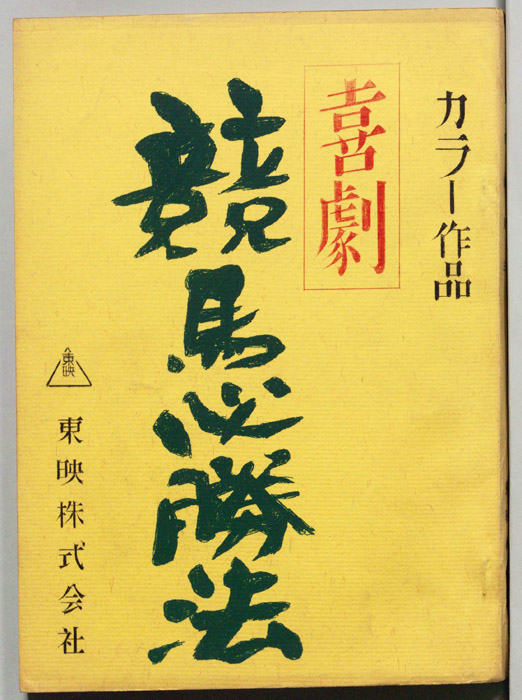 カラー作品
喜劇
競馬必勝法
東映
東映株式会社